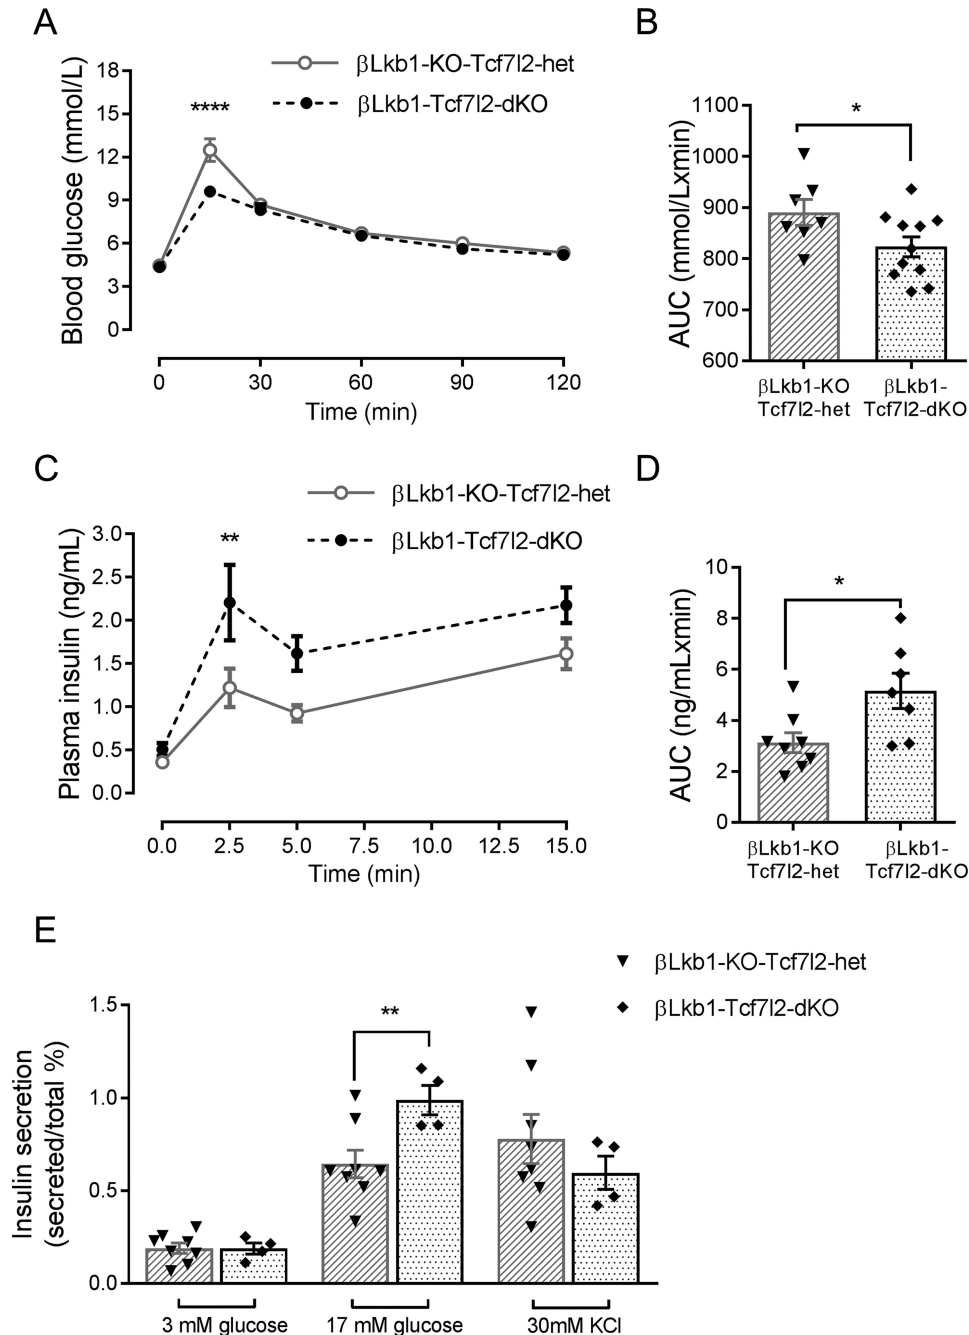 A
βLkb1-KO-Tcf7l2-het
βLkb1-Tcf7l2-dKO
****
Blood glucose (mmol/L)
18
15
12
9
6
3
0
0 30 60 90 120
Time (min)
B
*
AUC (mmol/Lxmin)
1100
1000
900
800
700
600
βLkb1-KO
Tcf7l2-het
βLkb1-
Tcf7l2-dKO
C
βLkb1-KO-Tcf7l2-het
βLkb1-Tcf7l2-dKO
**
Plasma insulin (ng/mL)
3.0
2.5
2.0
1.5
1.0
0.5
0.0
0.0 2.5 5.0 7.5 10.0 12.5 15.0
Time (min)
D
*
AUC (ng/mLxmin)
10
8
6
4
2
0
βLkb1-KO
Tcf7l2-het
βLkb1-
Tcf7l2-dKO
E
βLkb1-KO-Tcf7l2-het
βLkb1-Tcf7l2-dKO
**
Insulin secretion
(secreted/total %)
1.5
1.0
0.5
0.0
3 mM glucose 17 mM glucose 30mM KCl